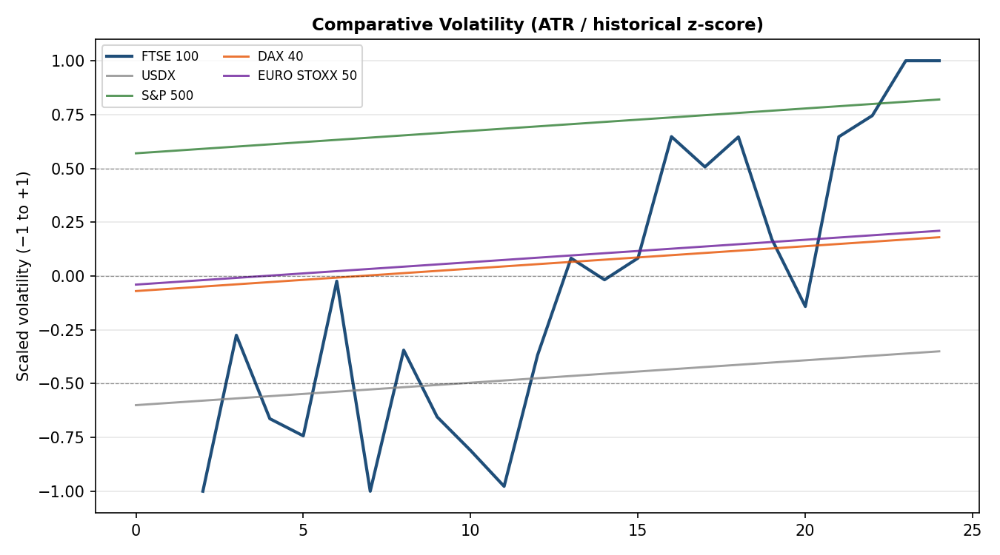 Comparative Volatility (ATR / historical z-score)
FTSE 100
USDX
S&P 500
DAX 40
EURO STOXX 50
Scaled volatility (−1 to +1)
1.00
0.75
0.50
0.25
0.00
−0.25
−0.50
−0.75
−1.00
0 5 10 15 20 25